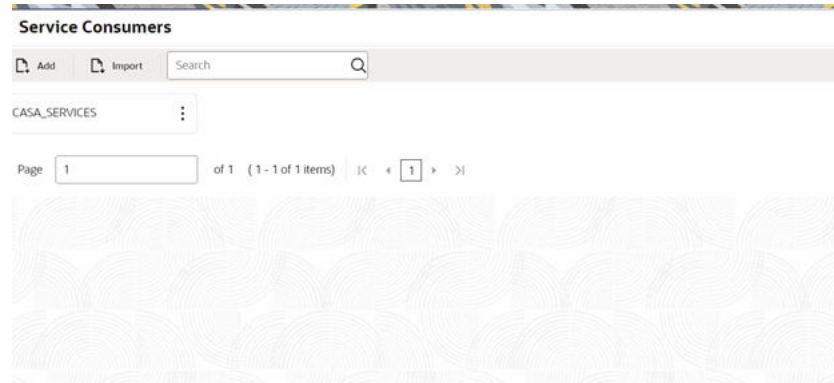 Service Consumers
Add Import Search
CASA_SERVICES
Page 1 of 1 (1 - 1 of 1 items) 1